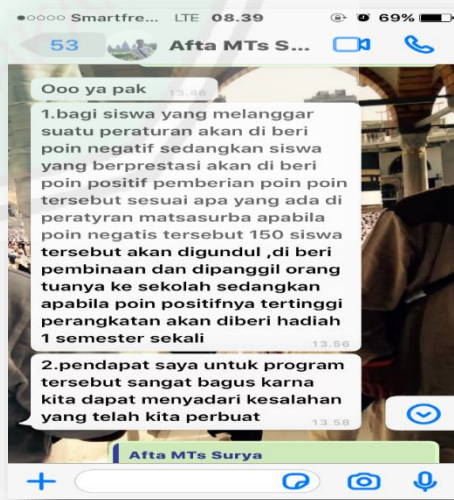 ●○○○○ Smartfre... LTE 08.39 69%
53 Afta MTs S...
Ooo ya pak 13.46
1.bagi siswa yang melanggar
suatu peraturan akan di beri
poin negatif sedangkan siswa
yang berprestasi akan di beri
poin positif pemberian poin poin
tersebut sesuai apa yang ada di
peratyran matsasurba apabila
poin negatis tersebut 150 siswa
tersebut akan digundul ,di beri
pembinaan dan dipanggil orang
tuanya ke sekolah sedangkan
apabila poin positifnya tertinggi
perangkatan akan diberi hadiah
1 semester sekali 13.56
2.pendapat saya untuk program
tersebut sangat bagus karna
kita dapat menyadari kesalahan
yang telah kita perbuat 13.58
Afta MTs Surya